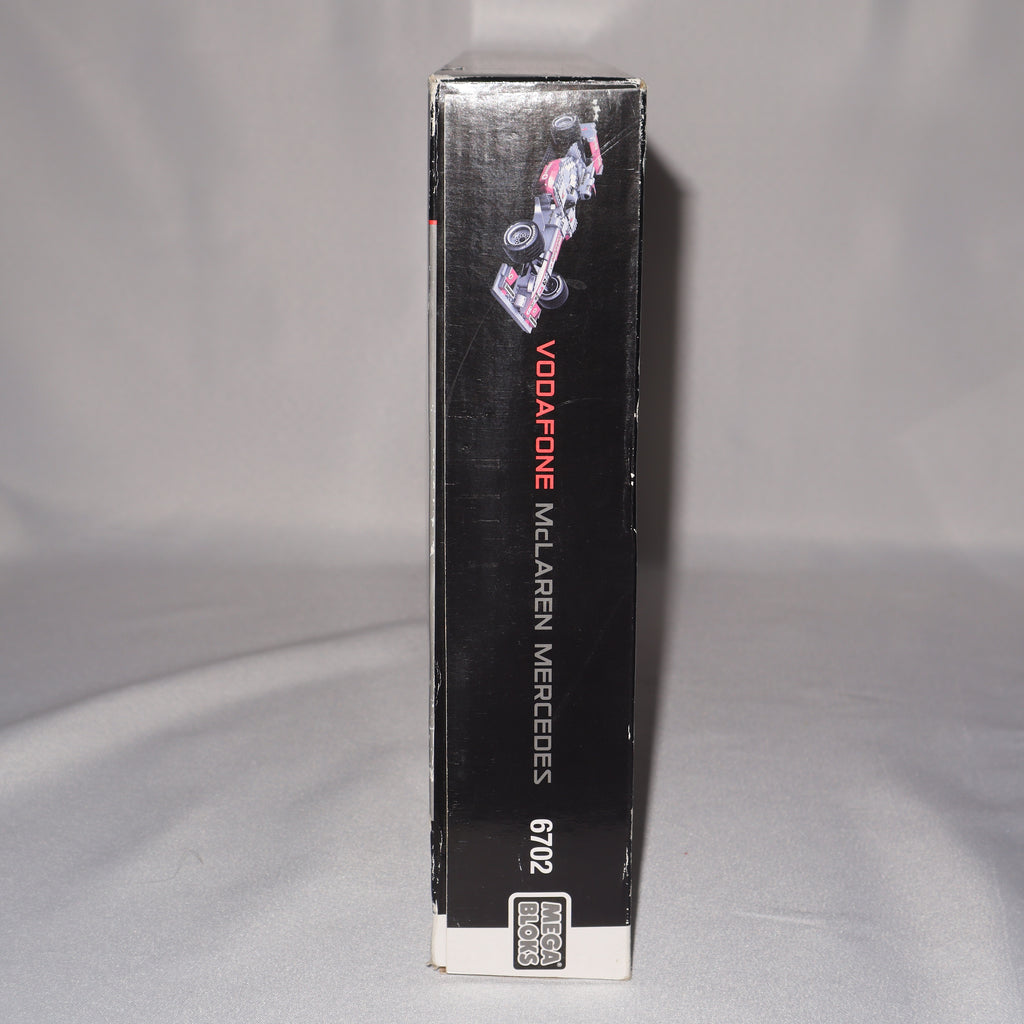 VODAFONE McLAREN MERCEDES 6702
MEGA
BLOKS